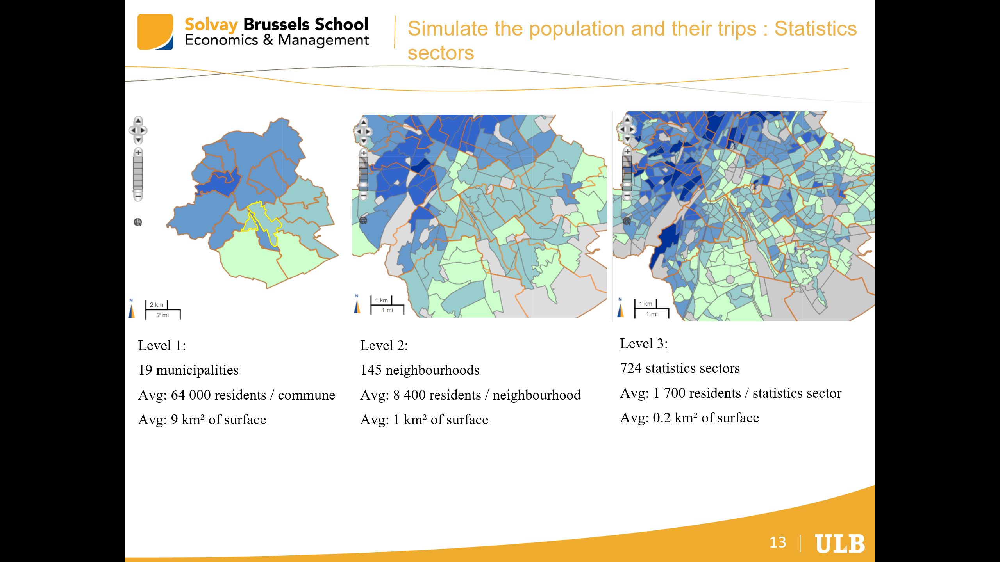 Solvay Brussels School
Economics & Management
Simulate the population and their trips : Statistics
sectors
N
2 km
2 mi
N
1 km
1 mi
N
1 km
1 mi
Level 1:
19 municipalities
Avg: 64 000 residents / commune
Avg: 9 km² of surface
Level 2:
145 neighbourhoods
Avg: 8 400 residents / neighbourhood
Avg: 1 km² of surface
Level 3:
724 statistics sectors
Avg: 1 700 residents / statistics sector
Avg: 0.2 km² of surface
13
ULB